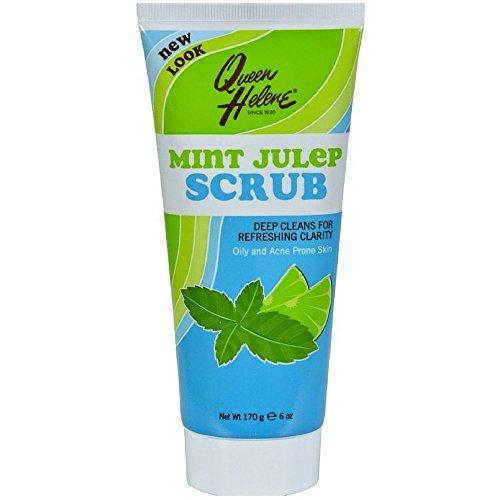 new
LOOK
Queen
Helene®
SINCE 1930
MINT JULEP
SCRUB
DEEP CLEANS FOR
REFRESHING CLARITY
Oily and Acne Prone Skin
Net Wt 170 g ℮ 6 oz